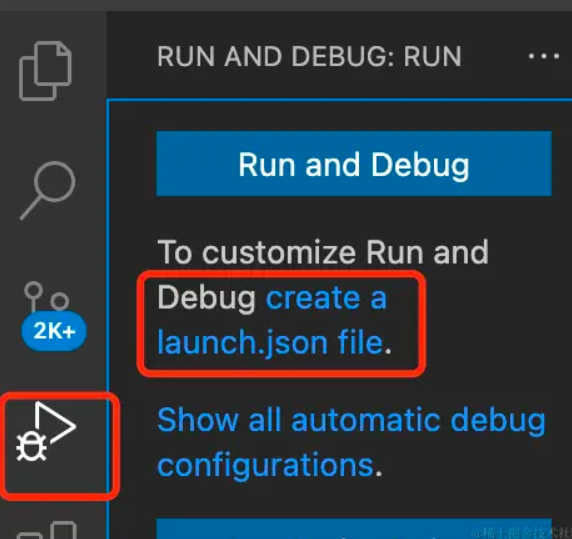 RUN AND DEBUG: RUN
Run and Debug
To customize Run and
Debug create a
launch.json file.
2K+
Show all automatic debug
configurations.
@稀土掘金技术社区